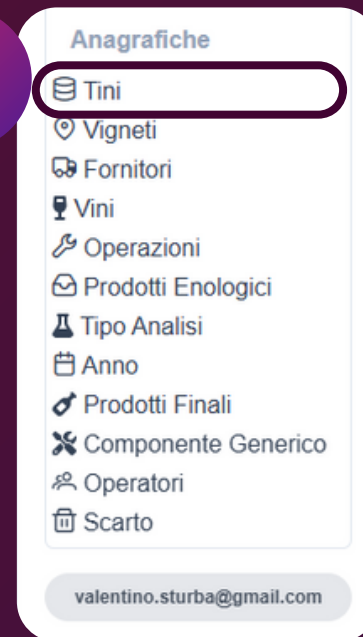 Anagrafiche
Tini
Vigneti
Fornitori
Vini
Operazioni
Prodotti Enologici
Tipo Analisi
Anno
Prodotti Finali
Componente Generico
Operatori
Scarto
valentino.sturba@gmail.com